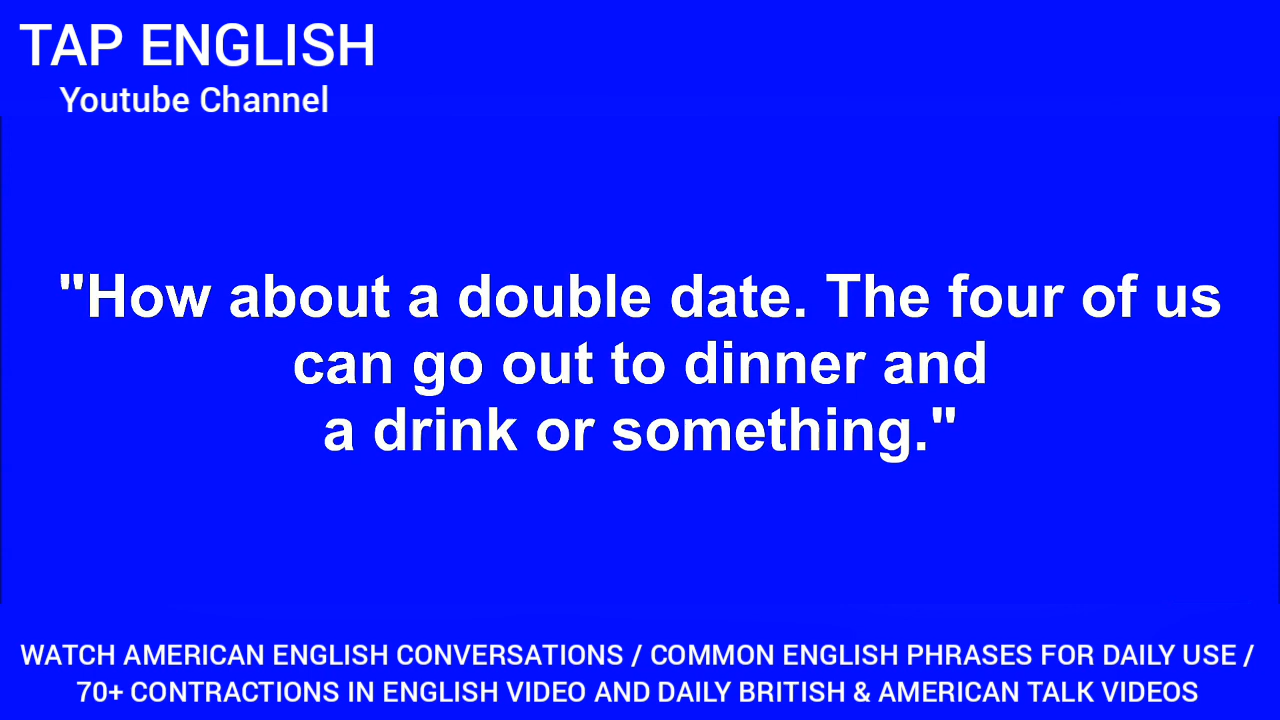 TAP ENGLISH
Youtube Channel
"How about a double date. The four of us
can go out to dinner and
a drink or something."
WATCH AMERICAN ENGLISH CONVERSATIONS / COMMON ENGLISH PHRASES FOR DAILY USE /
70+ CONTRACTIONS IN ENGLISH VIDEO AND DAILY BRITISH & AMERICAN TALK VIDEOS